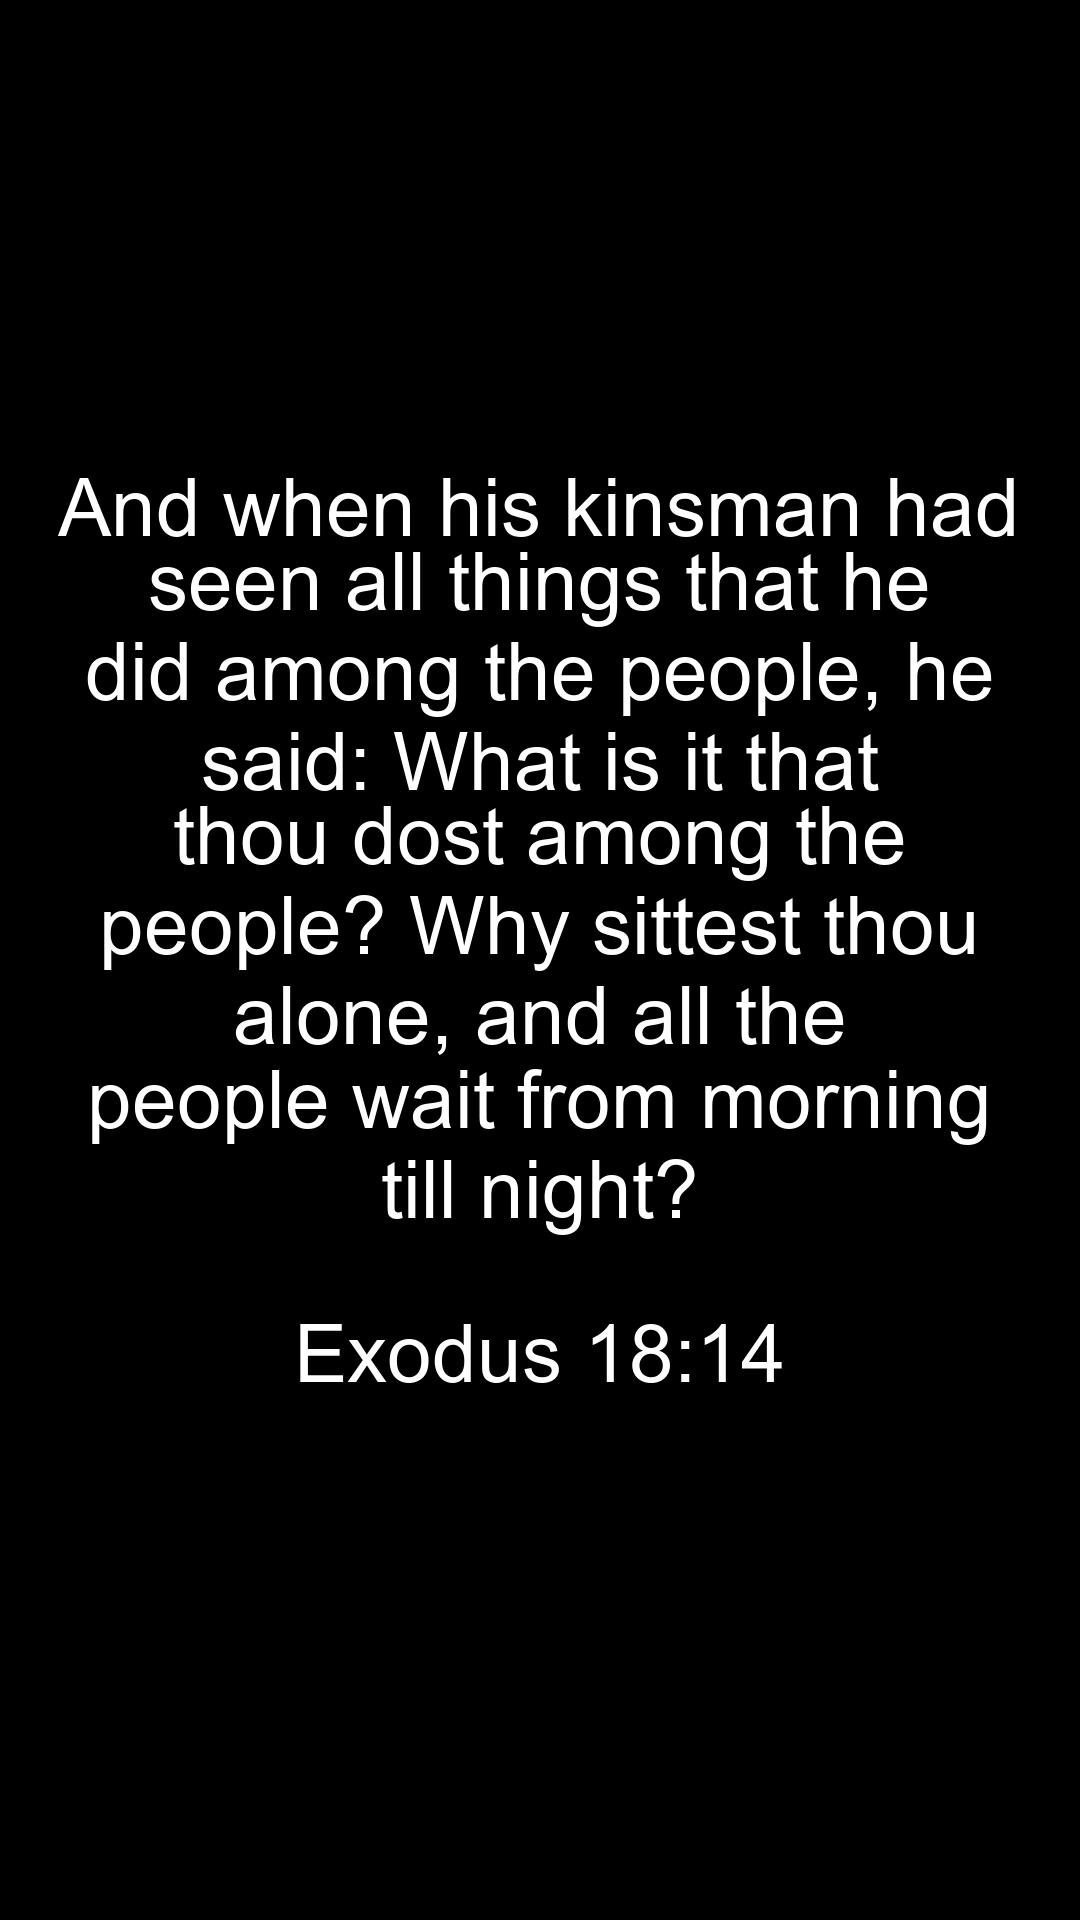 And when his kinsman had
seen all things that he
did among the people, he
said: What is it that
thou dost among the
people? Why sittest thou
alone, and all the
people wait from morning
till night?
Exodus 18:14